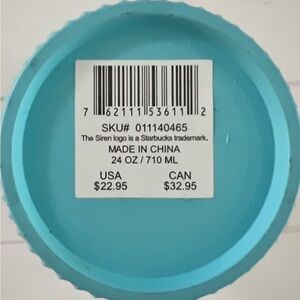 7 62111 53611 2
SKU# 011140465
The Siren logo is a Starbucks trademark.
MADE IN CHINA
24 OZ / 710 ML
USA CAN
$22.95 $32.95